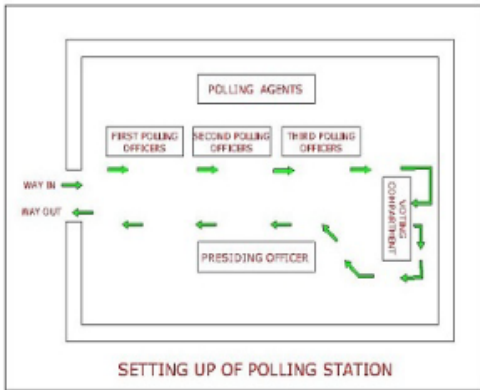 POLLING AGENTS
FIRST POLLING
OFFICERS
SECOND POLLING
OFFICERS
THIRD POLLING
OFFICERS
WAY IN
WAY OUT
VOTING
COMPARTMENT
PRESIDING OFFICER
SETTING UP OF POLLING STATION